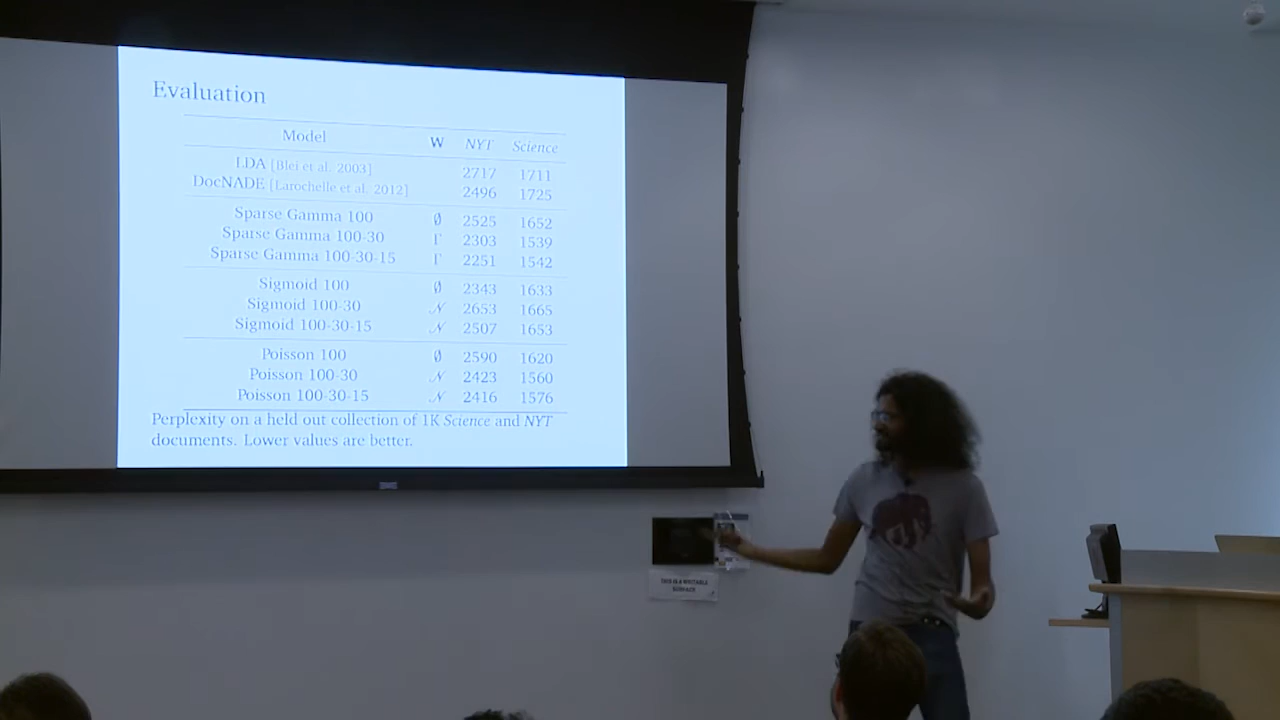 Evaluation
Model W NYT Science
LDA [Blei et al. 2003] 2717 1711
DocNADE [Larochelle et al. 2012] 2496 1725
Sparse Gamma 100 ∅ 2525 1652
Sparse Gamma 100-30 Γ 2303 1539
Sparse Gamma 100-30-15 Γ 2251 1542
Sigmoid 100 ∅ 2343 1633
Sigmoid 100-30 𝒩 2653 1665
Sigmoid 100-30-15 𝒩 2507 1653
Poisson 100 ∅ 2590 1620
Poisson 100-30 𝒩 2423 1560
Poisson 100-30-15 𝒩 2416 1576
Perplexity on a held out collection of 1K Science and NYT
documents. Lower values are better.
THIS IS A WRITABLE
SURFACE